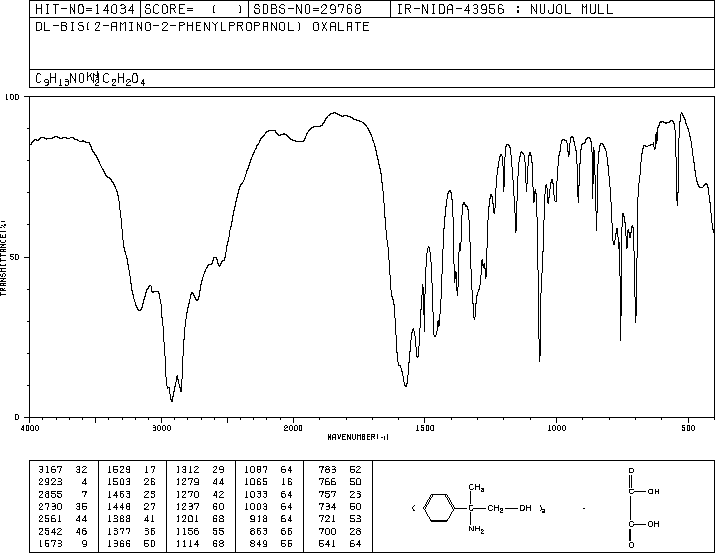 HIT-NO=14034 SCORE= ( ) SDBS-NO=29768 IR-NIDA-43956 : NUJOL MULL
DL-BIS(2-AMINO-2-PHENYLPROPANOL) OXALATE
C9H13NO C2H2O4
100
50
0
TRANSMITTANCE(%)
4000 3000 2000 1500 1000 500
WAVENUMBER(-1)
3167 32 1529 17 1312 29 1087 64 783 52
2923 4 1503 26 1279 44 1065 16 766 50
2855 7 1463 25 1270 42 1033 64 757 23
2730 35 1448 27 1237 60 1003 64 734 50
2561 44 1388 41 1201 68 918 64 721 53
2542 46 1377 36 1156 55 863 66 700 28
1573 9 1366 50 1114 68 849 55 541 64
CH3
C CH2 OH
NH2
O
C OH
C OH
O